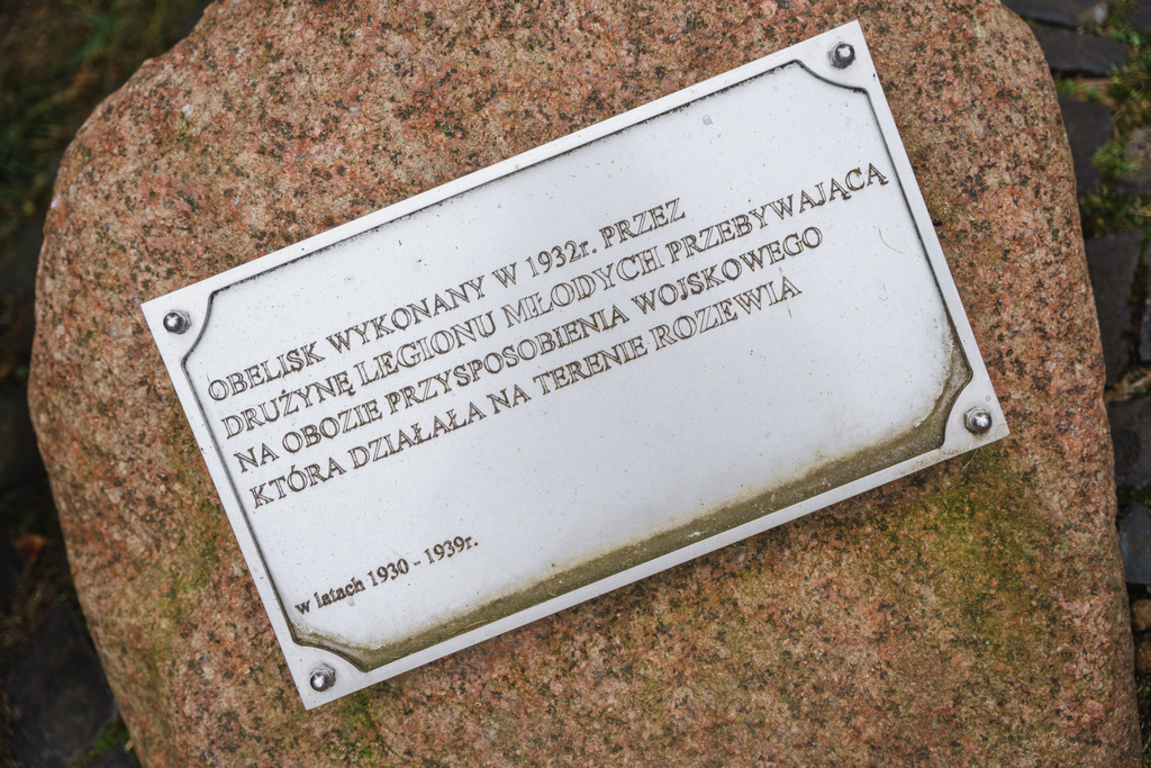 OBELISK WYKONANY W 1932r. PRZEZ
DRUŻYNĘ LEGIONU MŁODYCH PRZEBYWAJĄCĄ
NA OBOZIE PRZYSPOSOBIENIA WOJSKOWEGO
KTÓRA DZIAŁAŁA NA TERENIE ROZEWIA
w latach 1930 - 1939r.